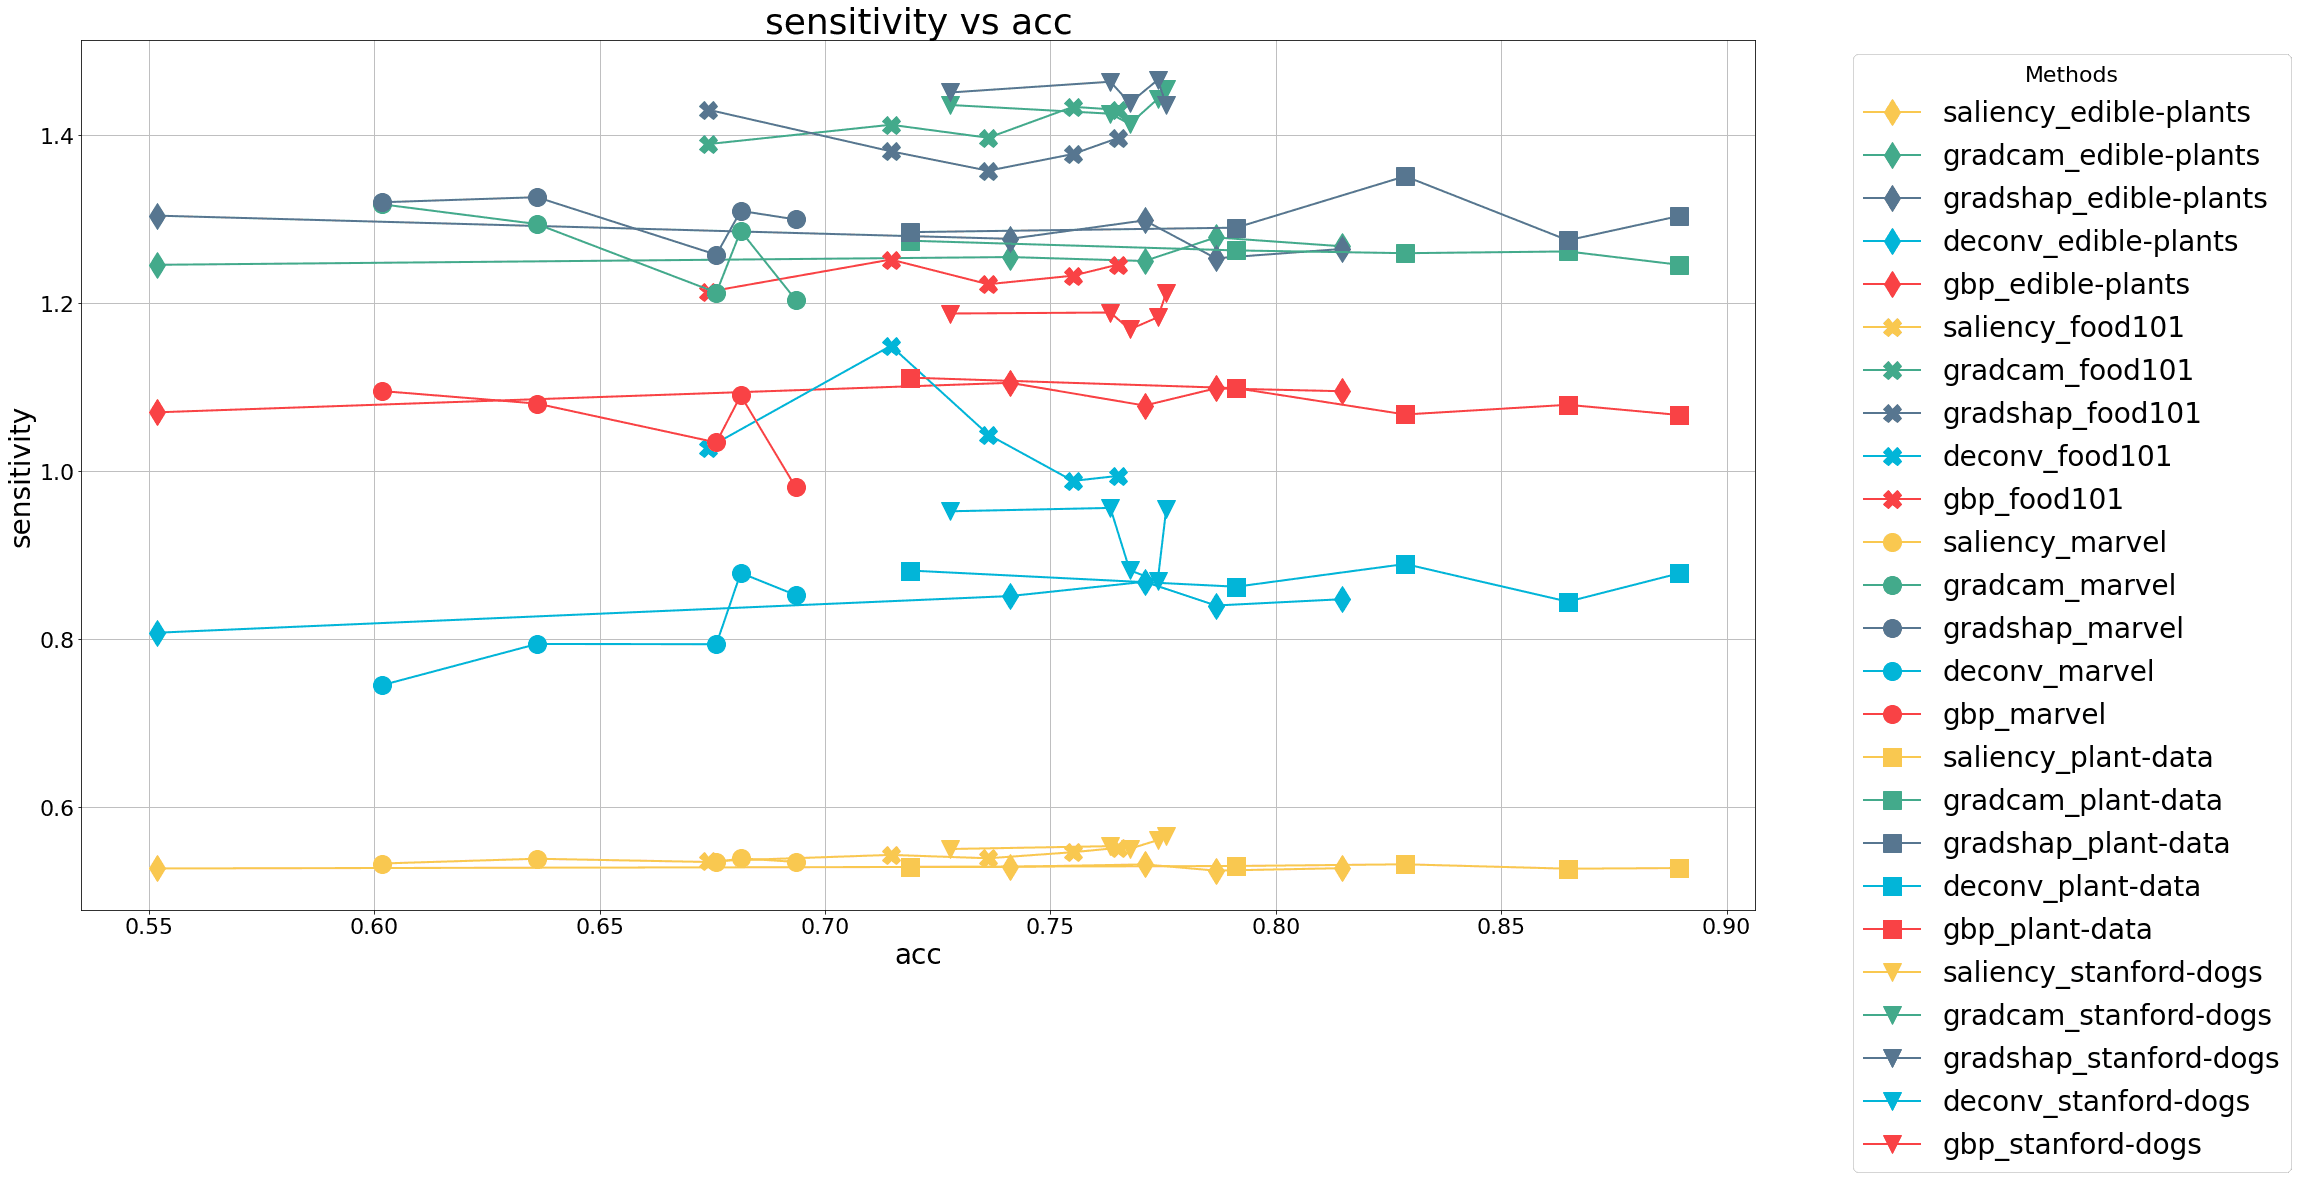 sensitivity vs acc
sensitivity
1.4
1.2
1.0
0.8
0.6
0.55 0.60 0.65 0.70 0.75 0.80 0.85 0.90
acc
Methods
saliency_edible-plants
gradcam_edible-plants
gradshap_edible-plants
deconv_edible-plants
gbp_edible-plants
saliency_food101
gradcam_food101
gradshap_food101
deconv_food101
gbp_food101
saliency_marvel
gradcam_marvel
gradshap_marvel
deconv_marvel
gbp_marvel
saliency_plant-data
gradcam_plant-data
gradshap_plant-data
deconv_plant-data
gbp_plant-data
saliency_stanford-dogs
gradcam_stanford-dogs
gradshap_stanford-dogs
deconv_stanford-dogs
gbp_stanford-dogs